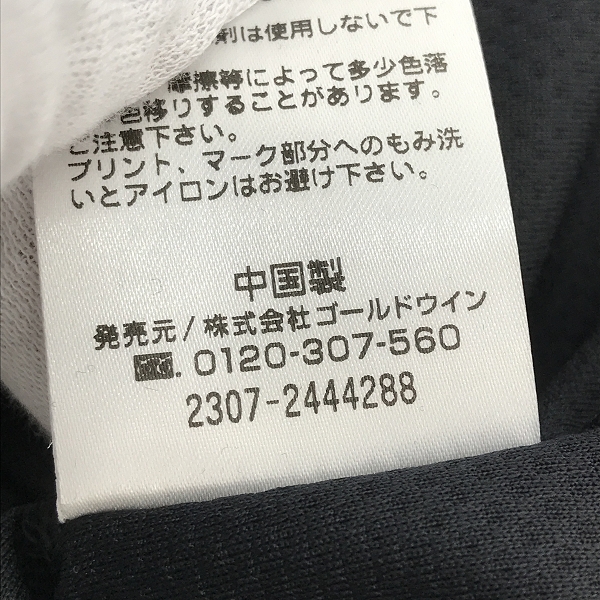 剤は使用しないで下
摩擦等によって多少色落
色移りすることがあります。
ご注意下さい。
プリント、マーク部分へのもみ洗
いとアイロンはお避け下さい。
中国製
発売元/株式会社ゴールドウイン
. 0120-307-560
2307-2444288